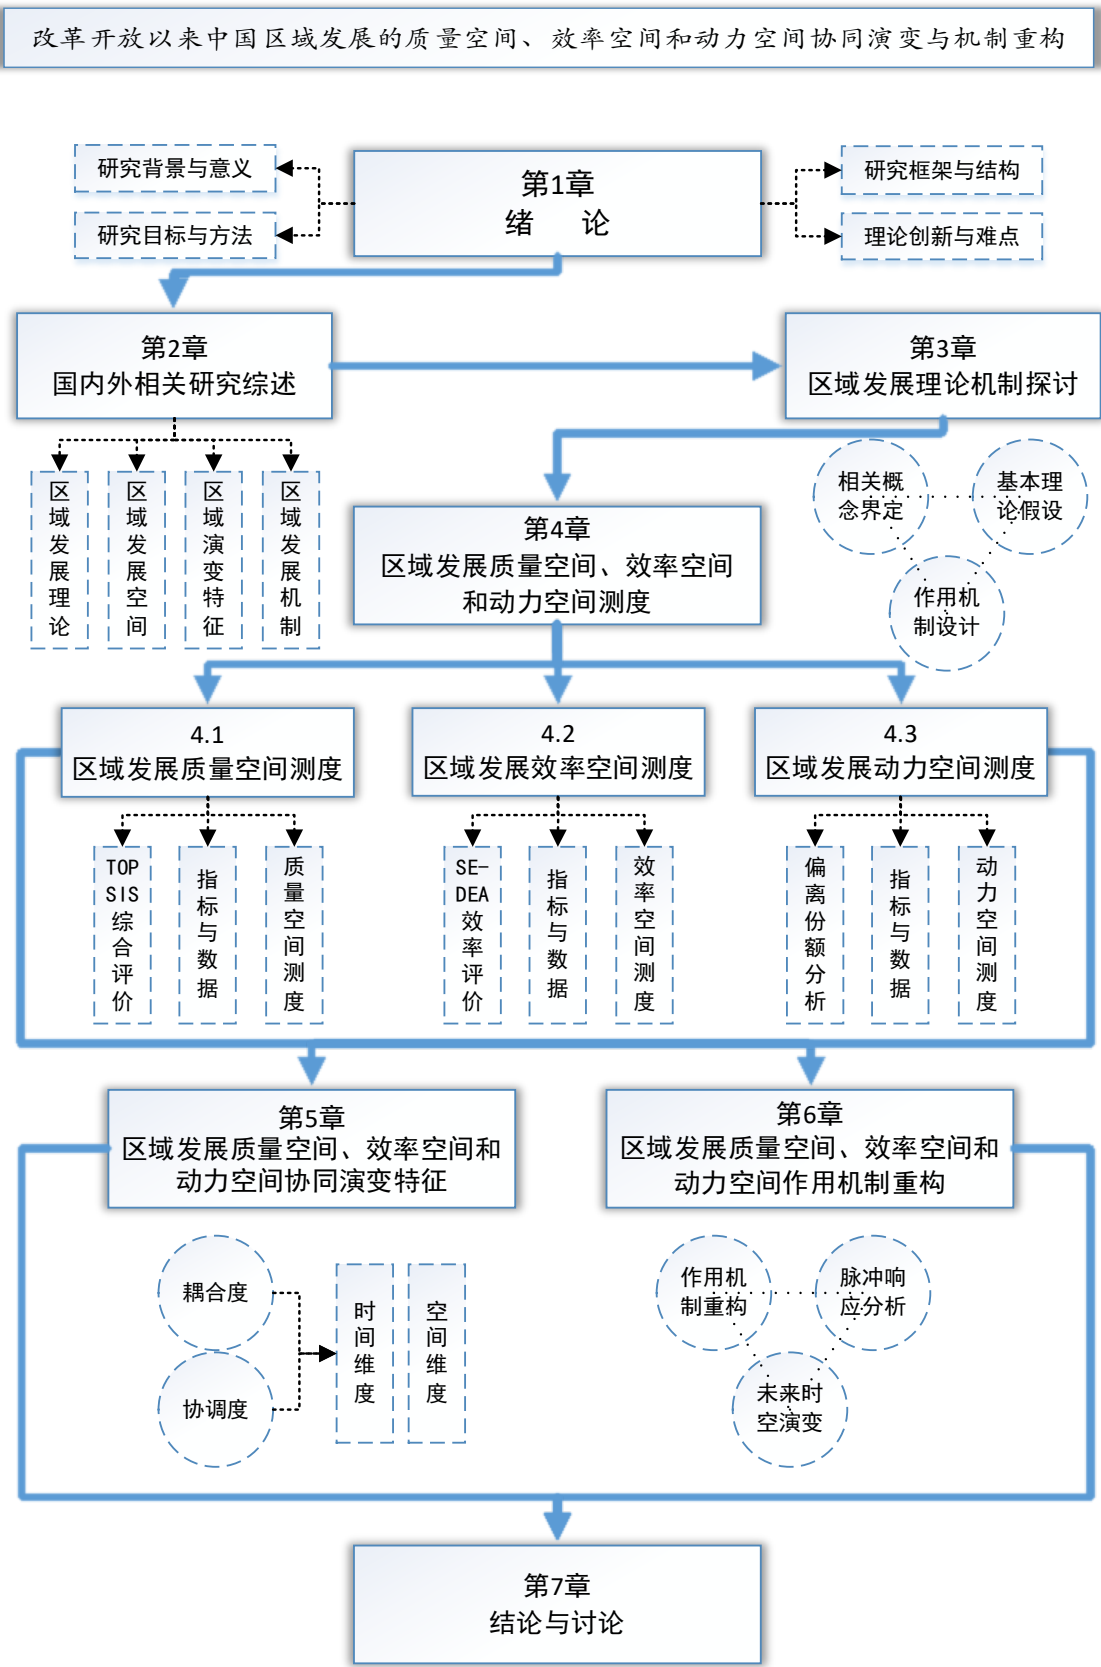 改革开放以来中国区域发展的质量空间、效率空间和动力空间协同演变与机制重构
研究背景与意义
研究目标与方法
第1章
绪 论
研究框架与结构
理论创新与难点
第2章
国内外相关研究综述
第3章
区域发展理论机制探讨
区域发展理论
区域发展空间
区域演变特征
区域发展机制
相关概
念界定
基本理
论假设
作用机
制设计
第4章
区域发展质量空间、效率空间
和动力空间测度
4.1
区域发展质量空间测度
4.2
区域发展效率空间测度
4.3
区域发展动力空间测度
TOP
SIS
综合评价
指标与数据
质量空间测度
SE-
DEA
效率评价
指标与数据
效率空间测度
偏离份额分析
指标与数据
动力空间测度
第5章
区域发展质量空间、效率空间和
动力空间协同演变特征
第6章
区域发展质量空间、效率空间和
动力空间作用机制重构
耦合度
协调度
时间维度
空间维度
作用机
制重构
脉冲响
应分析
未来时
空演变
第7章
结论与讨论